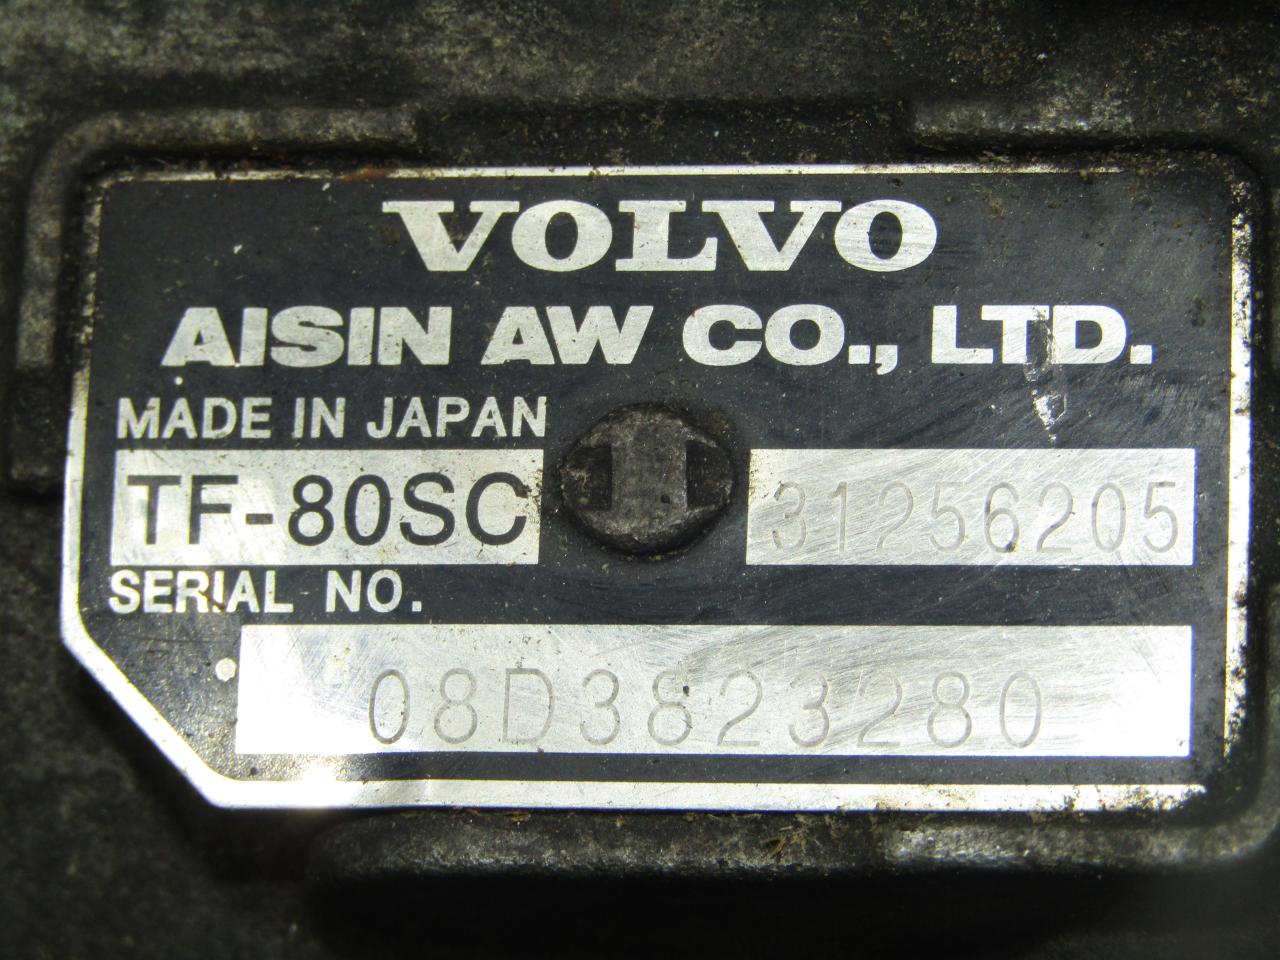 VOLVO
AISIN AW CO., LTD.
MADE IN JAPAN
TF-80SC 31256205
SERIAL NO.
08D3823280